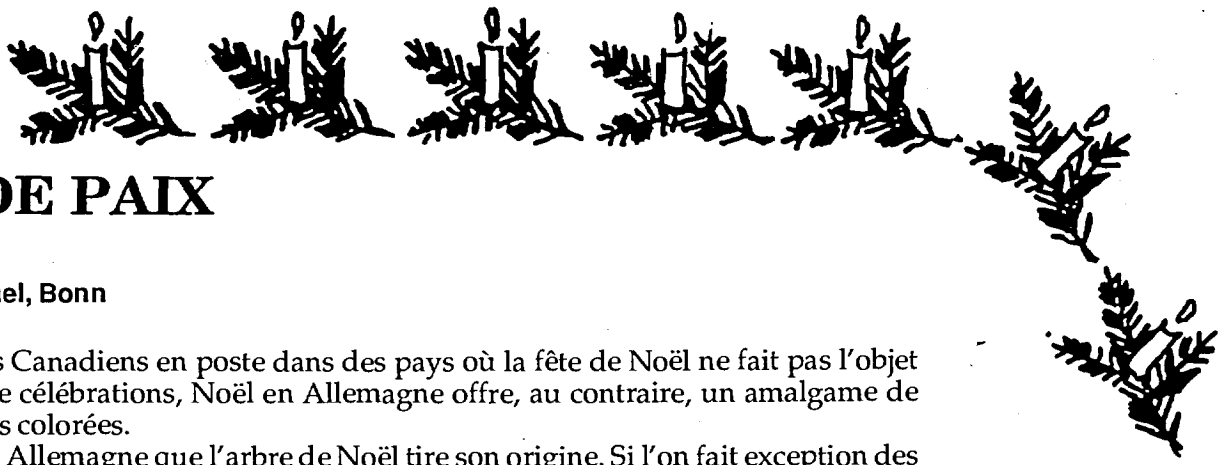 DE PAIX
el, Bonn
s Canadiens en poste dans des pays où la fête de Noël ne fait pas l'objet
e célébrations, Noël en Allemagne offre, au contraire, un amalgame de
s colorées.
Allemagne que l'arbre de Noël tire son origine. Si l'on fait exception des